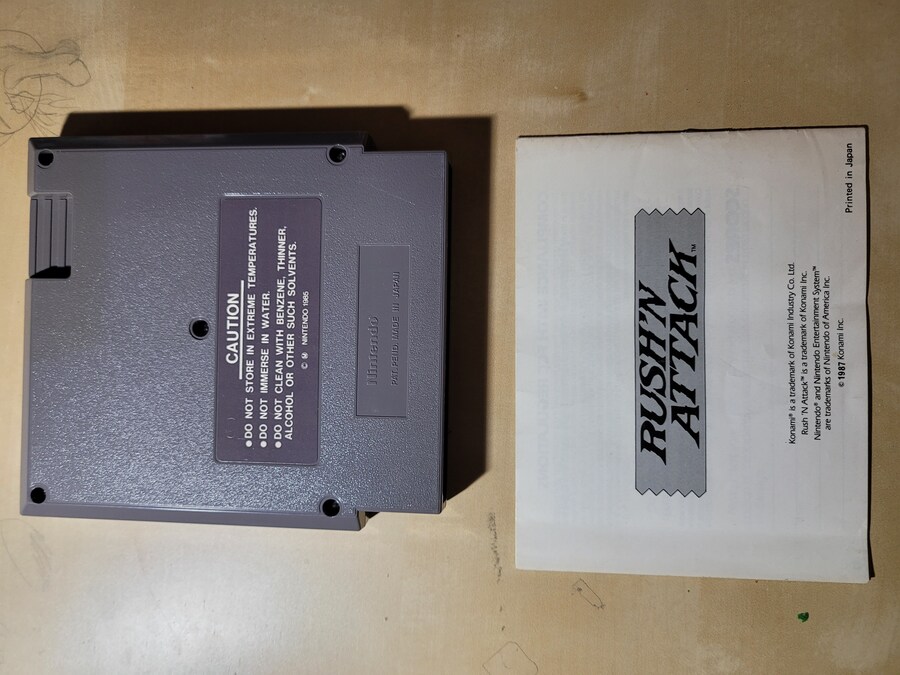 CAUTION
● DO NOT STORE IN EXTREME TEMPERATURES.
● DO NOT IMMERSE IN WATER.
● DO NOT CLEAN WITH BENZENE, THINNER,
ALCOHOL OR OTHER SUCH SOLVENTS.
© Ⓜ NINTENDO 1985
Nintendo
PAT. PEND MADE IN JAPAN
RUSH'N
ATTACK™
Konami® is a trademark of Konami Industry Co. Ltd.
Rush 'N Attack™ is a trademark of Konami Inc.
Nintendo® and Nintendo Entertainment System™
are trademarks of Nintendo of America Inc.
© 1987 Konami Inc.
Printed in Japan